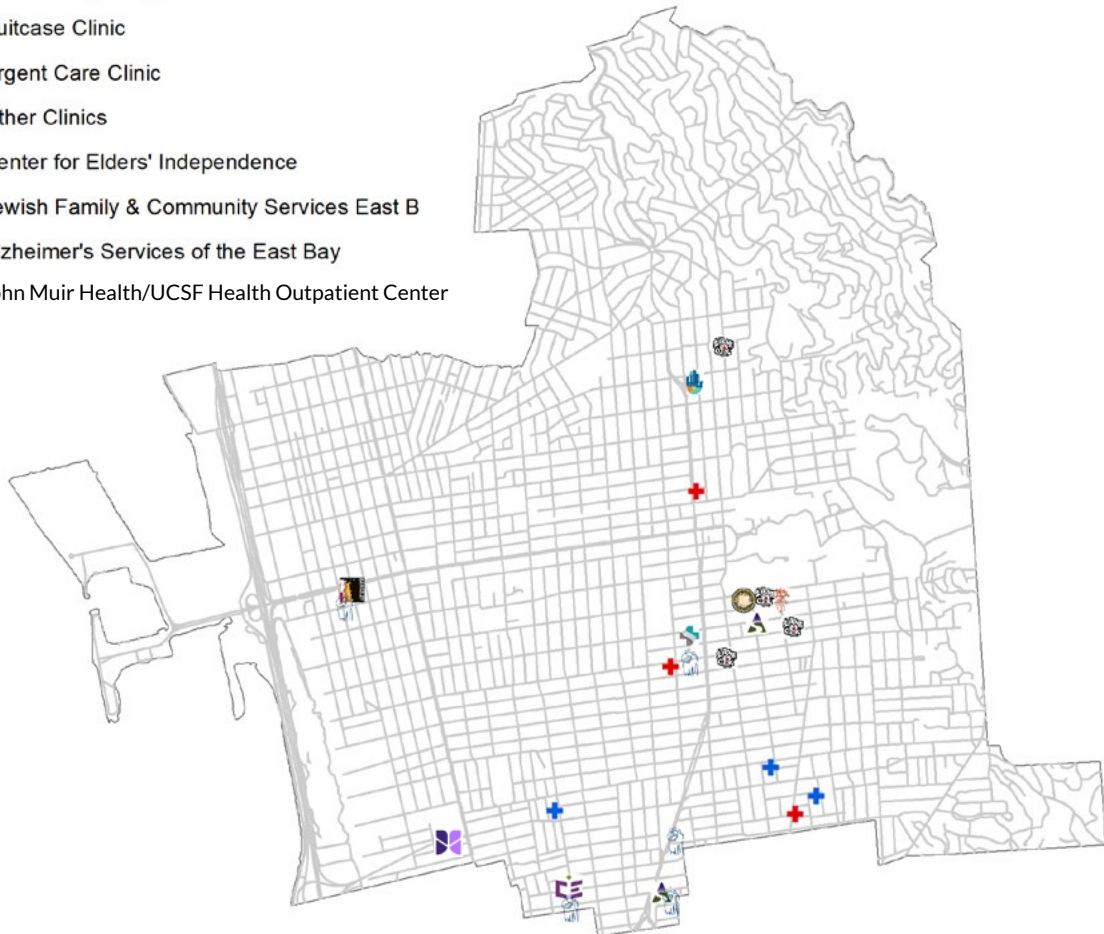 uitcase Clinic
rgent Care Clinic
ther Clinics
enter for Elders' Independence
ewish Family & Community Services East B
zheimer's Services of the East Bay
ohn Muir Health/UCSF Health Outpatient Center